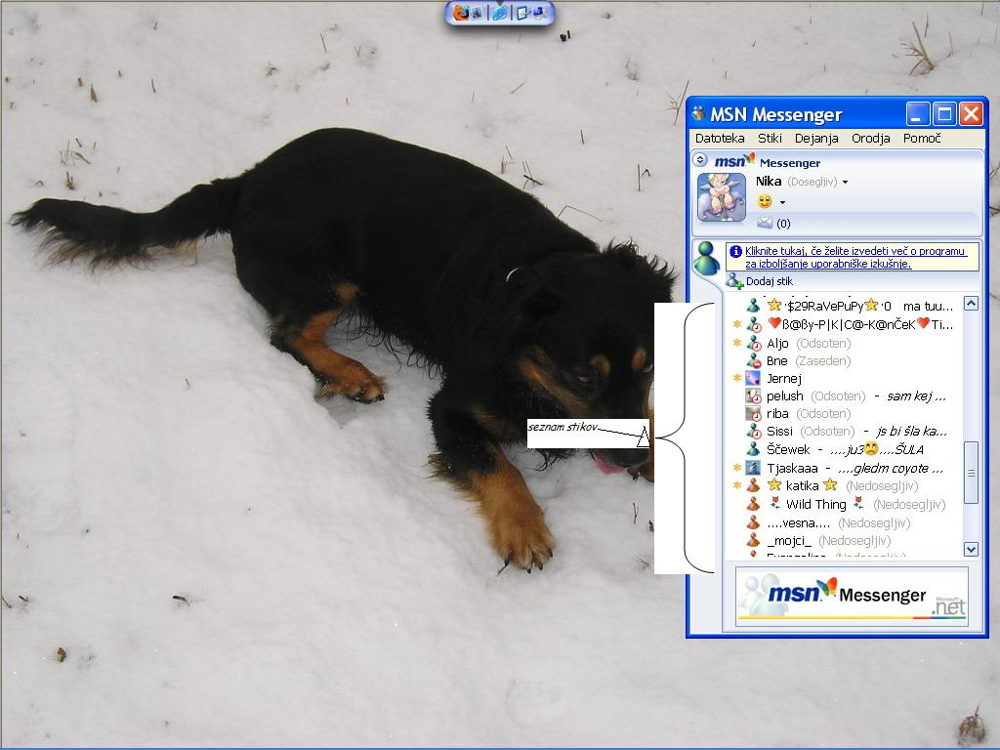 MSN Messenger
Datoteka Stiki Dejanja Orodja Pomoč
msn Messenger
Nika (Dosegljiv)
(0)
Kliknite tukaj, če želite izvedeti več o programu
za izboljšanje uporabniške izkušnje.
Dodaj stik
·$29RaVePuPy ·0 ma tuu...
ß@ßy-P|K|C@-K@nČeK Ti...
Aljo (Odsoten)
Bne (Zaseden)
Jernej
pelush (Odsoten) - sam kej ...
riba (Odsoten)
Sissi (Odsoten) - js bi šla ka...
Ščewek - ....ju3 ....ŠULA
Tjaskaaa - ....gledm coyote ...
katika (Nedosegljiv)
Wild Thing (Nedosegljiv)
....vesna.... (Nedosegljiv)
_mojci_ (Nedosegljiv)
seznam stikov
msn Messenger
Microsoft
.net